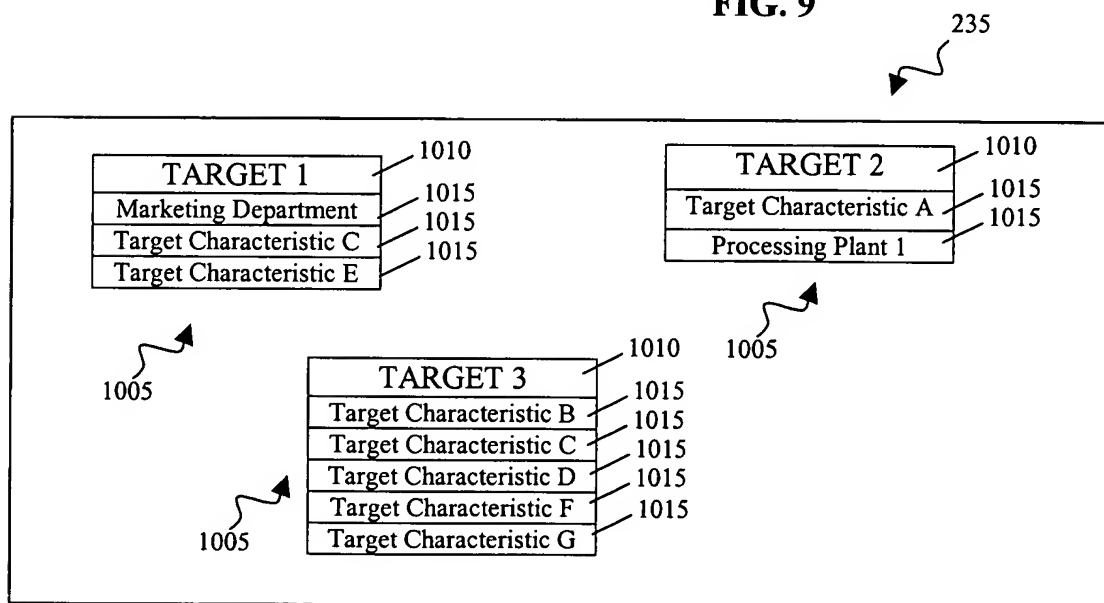 FIG. 9
235
TARGET 1
1010
Marketing Department
1015
Target Characteristic C
1015
Target Characteristic E
1015
1005
TARGET 2
1010
Target Characteristic A
1015
Processing Plant 1
1015
1005
TARGET 3
1010
Target Characteristic B
1015
Target Characteristic C
1015
Target Characteristic D
1015
Target Characteristic F
1015
Target Characteristic G
1015
1005